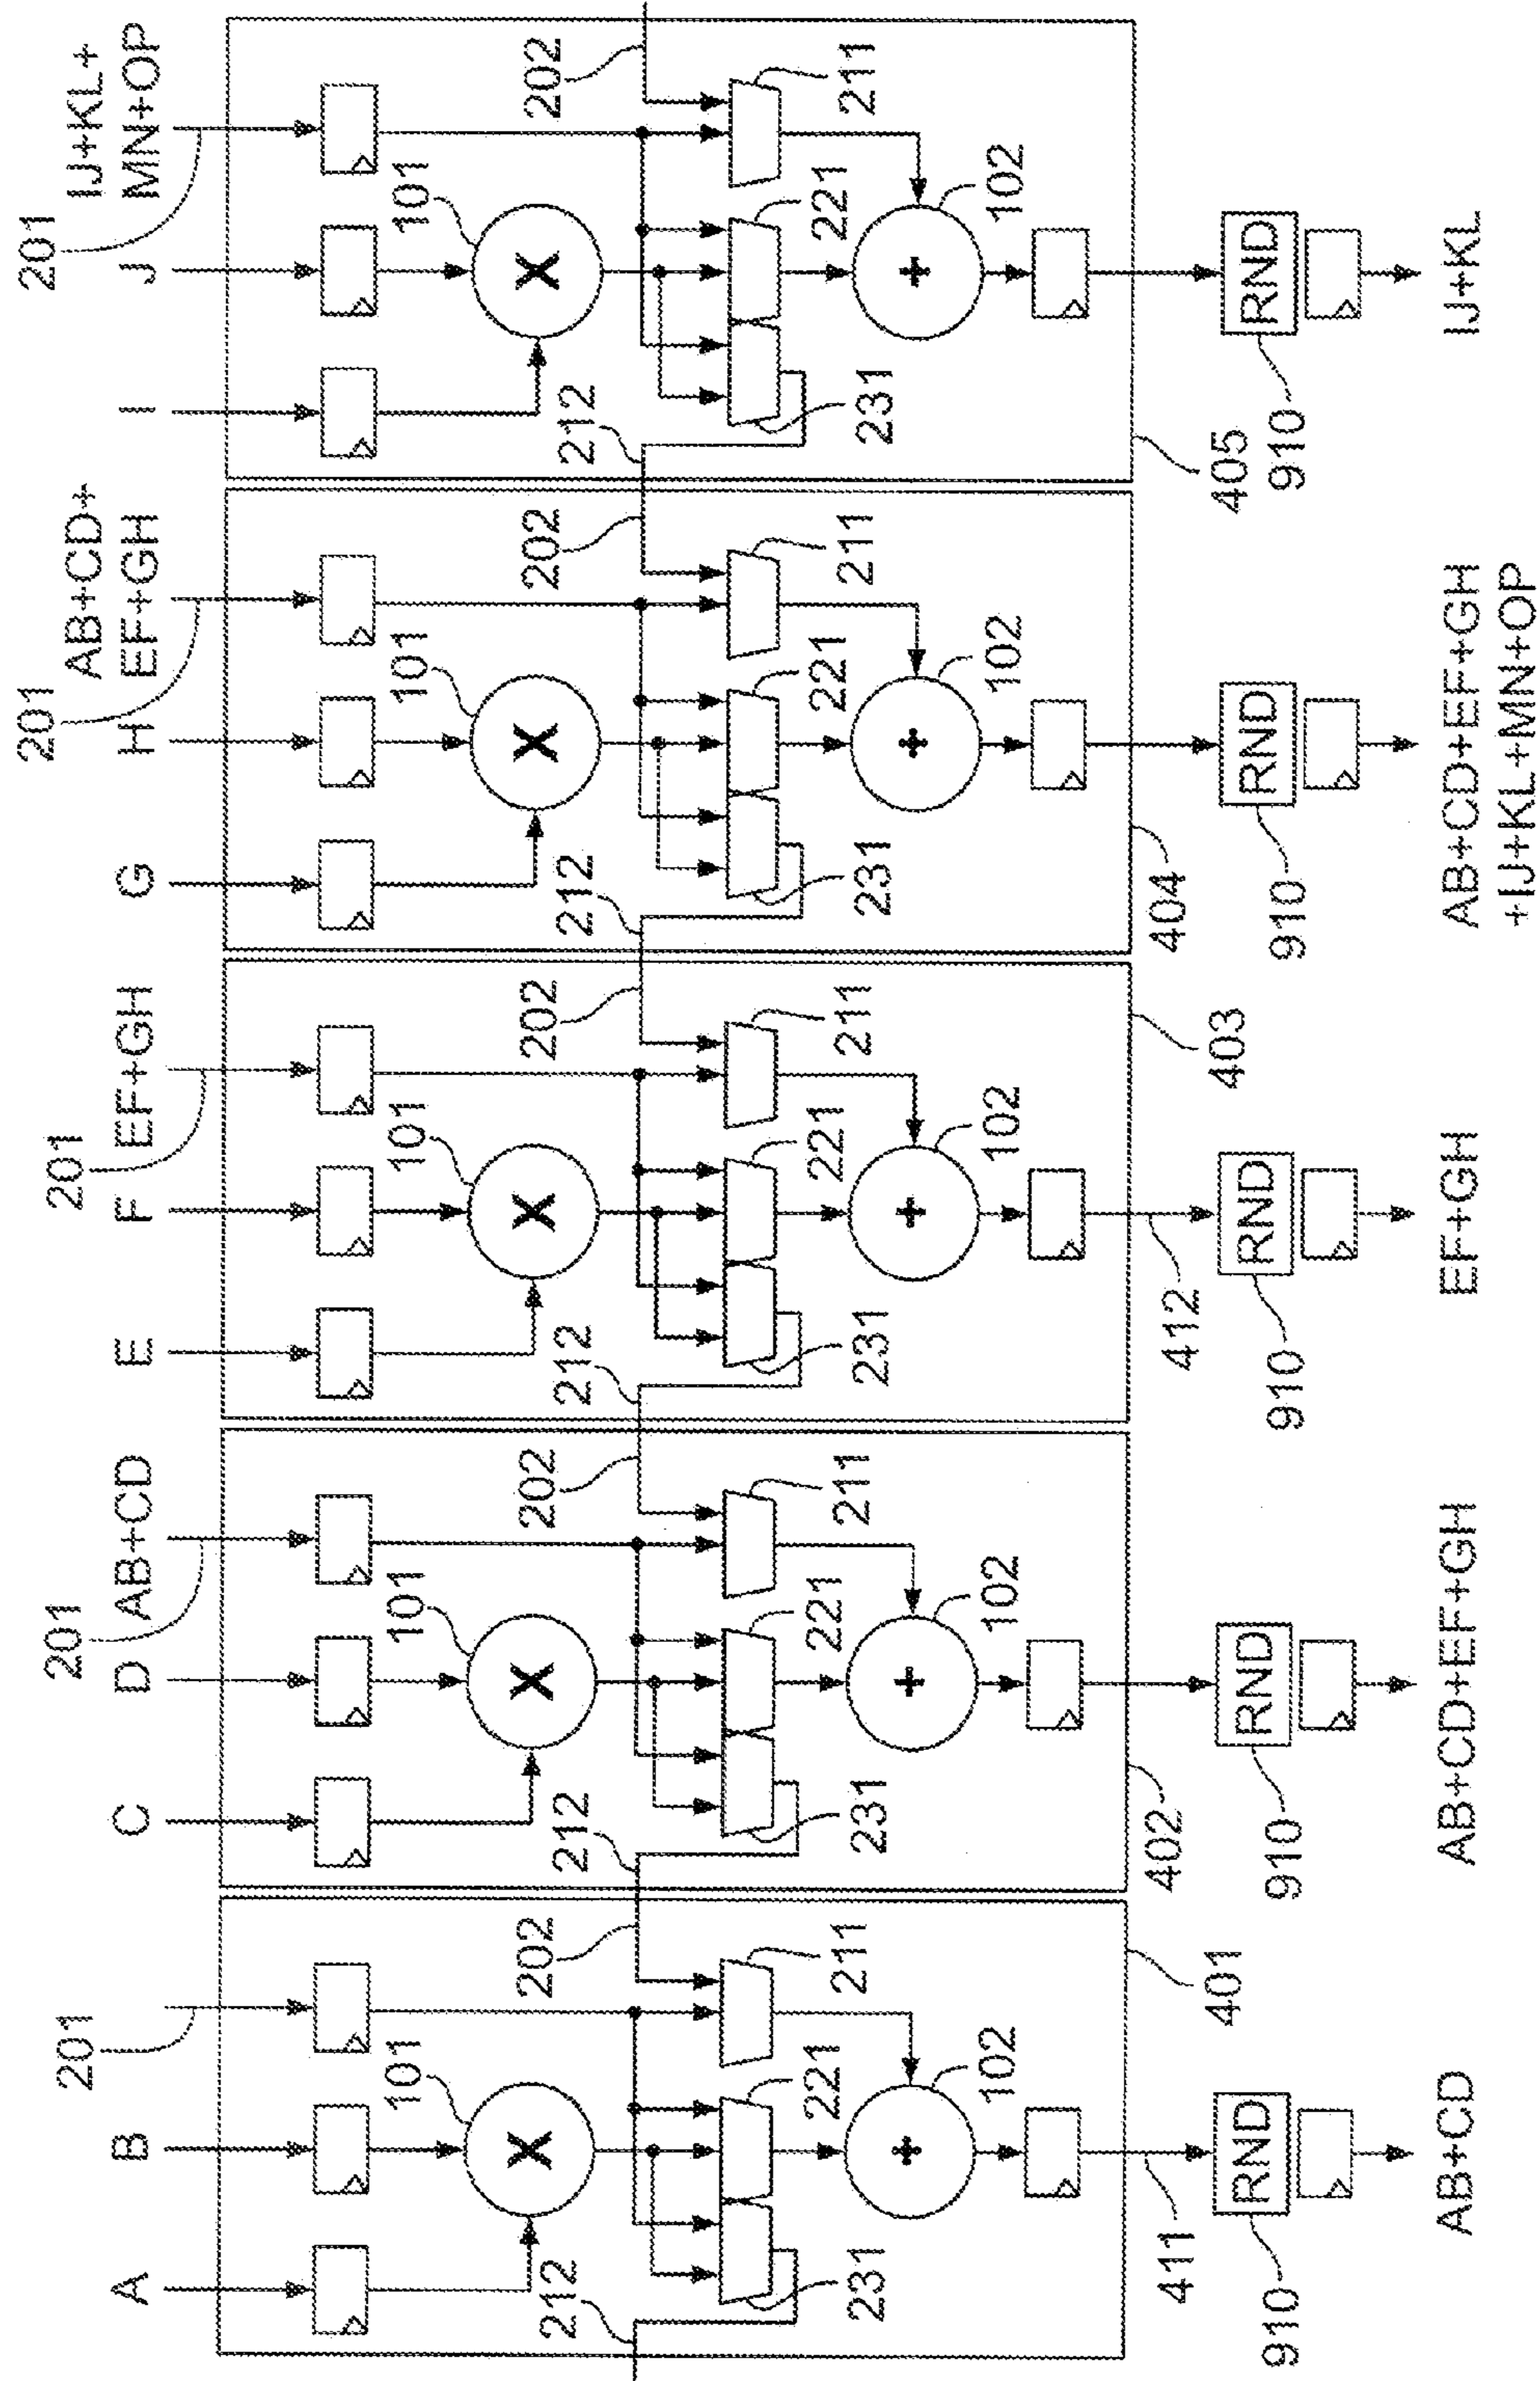 201 201 201 201 AB+CD+ 201 IJ+KL+
A B C D AB+CD E F EF+GH G H EF+GH I J MN+OP
101 101 101 101 101
X X X X X
202 202 202 202 202
212 212 212 212 212
221 211 221 211 221 211 221 211 221 211
231 231 231 231 231
+ + + + +
102 102 102 102 102
411 401 402 412 403 404 405
RND RND RND RND RND
910 910 910 910 910
AB+CD AB+CD+EF+GH EF+GH AB+CD+EF+GH IJ+KL
+IJ+KL+MN+OP